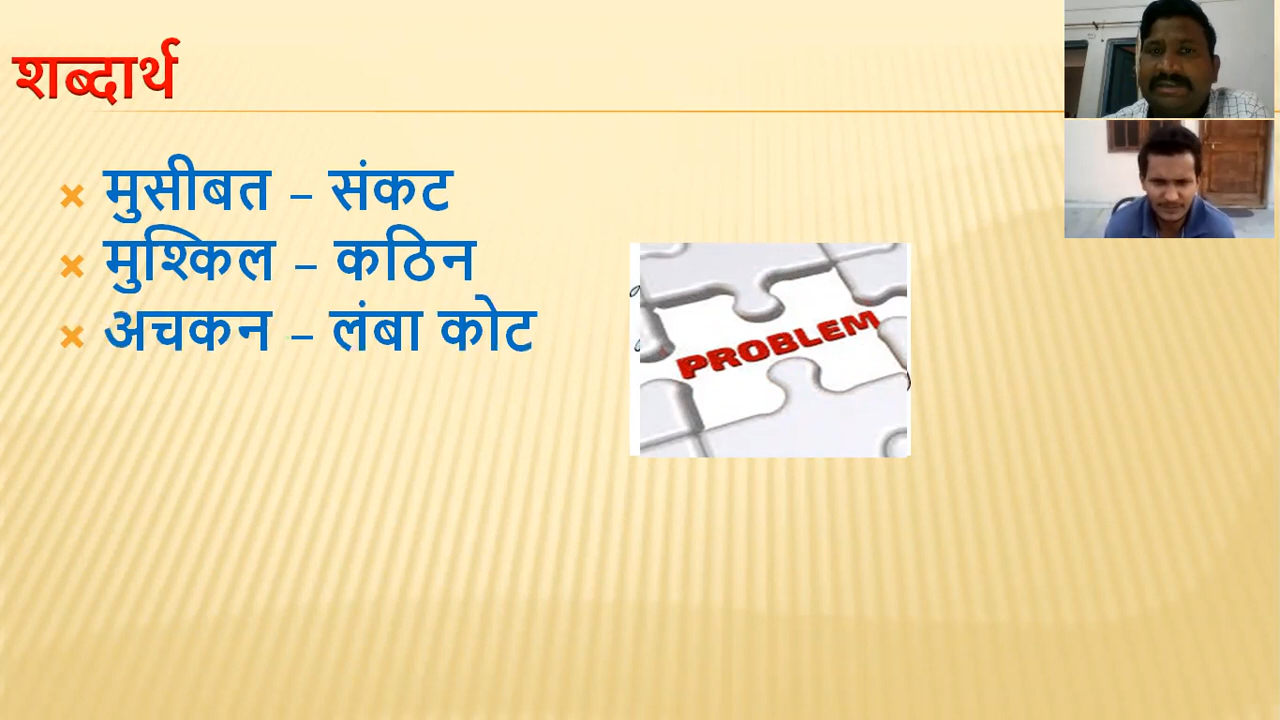 शब्दार्थ
मुसीबत – संकट
मुश्किल – कठिन
अचकन – लंबा कोट
PROBLEM